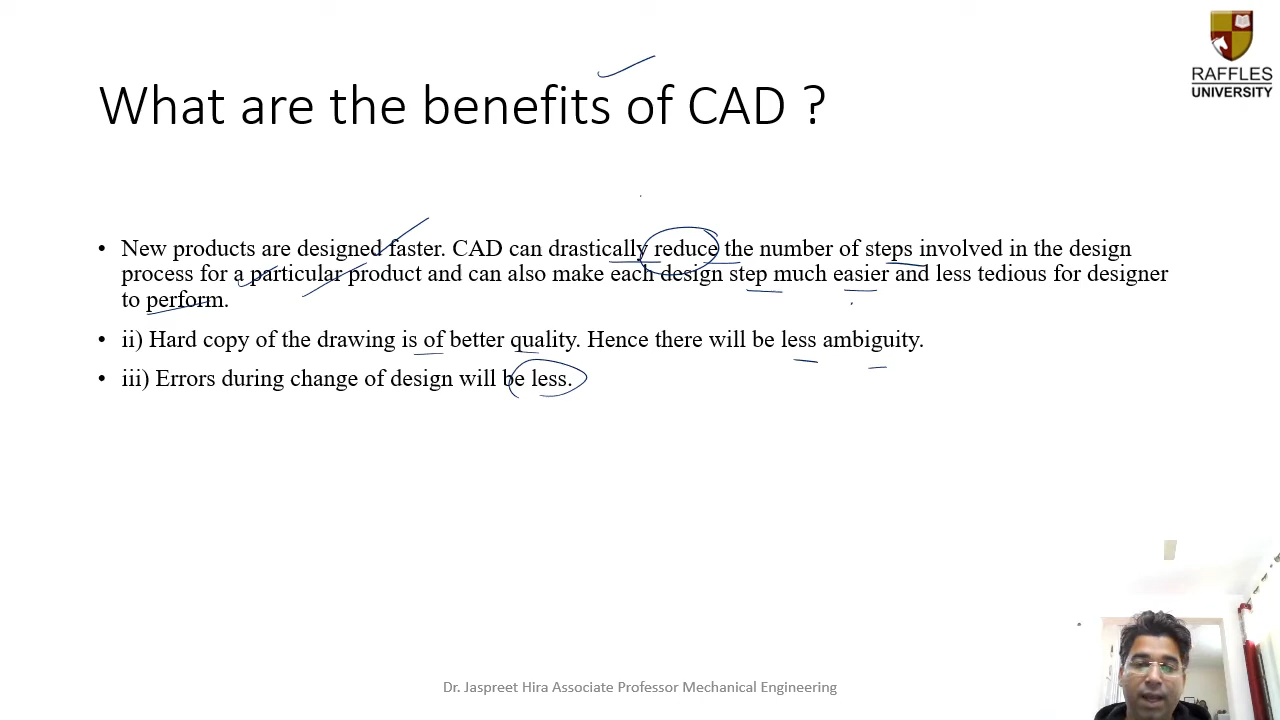 RAFFLES
UNIVERSITY
What are the benefits of CAD ?
• New products are designed faster. CAD can drastically reduce the number of steps involved in the design
process for a particular product and can also make each design step much easier and less tedious for designer
to perform.
• ii) Hard copy of the drawing is of better quality. Hence there will be less ambiguity.
• iii) Errors during change of design will be less.
Dr. Jaspreet Hira Associate Professor Mechanical Engineering